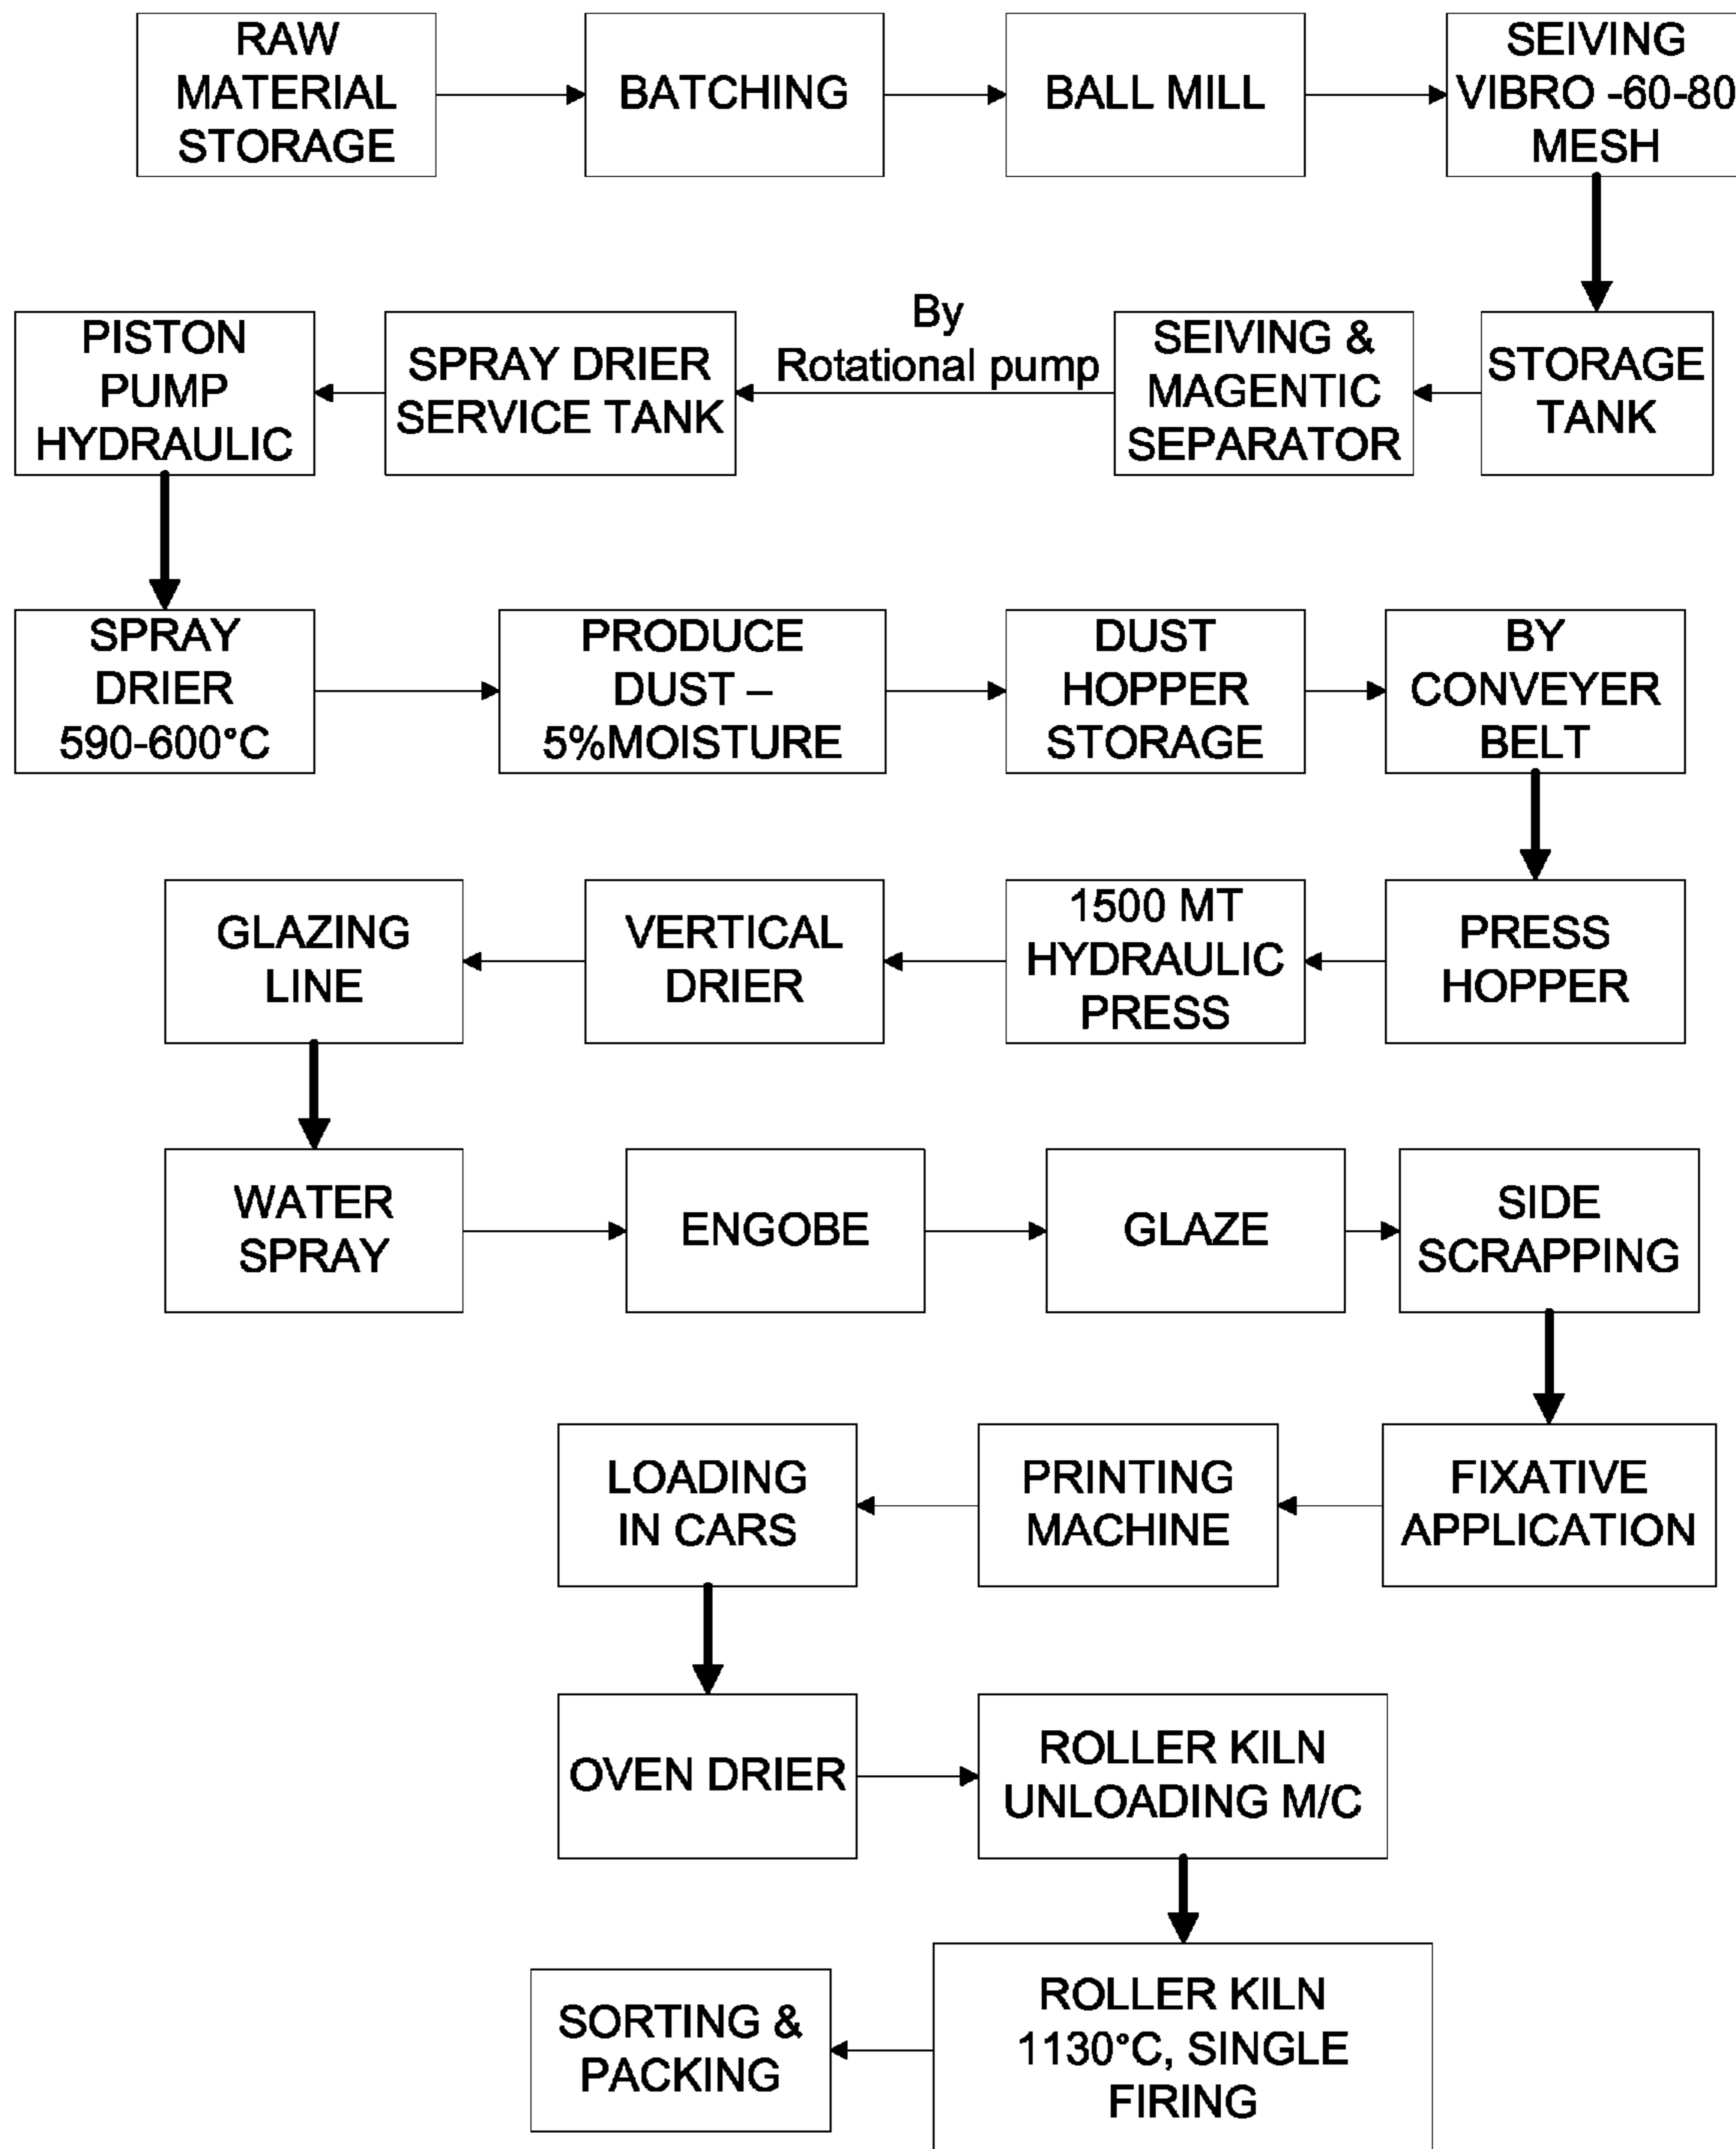 RAW
MATERIAL
STORAGE
BATCHING
BALL MILL
SEIVING
VIBRO -60-80
MESH
STORAGE
TANK
SEIVING &
MAGENTIC
SEPARATOR
By
Rotational pump
SPRAY DRIER
SERVICE TANK
PISTON
PUMP
HYDRAULIC
SPRAY
DRIER
590-600°C
PRODUCE
DUST –
5%MOISTURE
DUST
HOPPER
STORAGE
BY
CONVEYER
BELT
PRESS
HOPPER
1500 MT
HYDRAULIC
PRESS
VERTICAL
DRIER
GLAZING
LINE
WATER
SPRAY
ENGOBE
GLAZE
SIDE
SCRAPPING
FIXATIVE
APPLICATION
PRINTING
MACHINE
LOADING
IN CARS
OVEN DRIER
ROLLER KILN
UNLOADING M/C
ROLLER KILN
1130°C, SINGLE
FIRING
SORTING &
PACKING